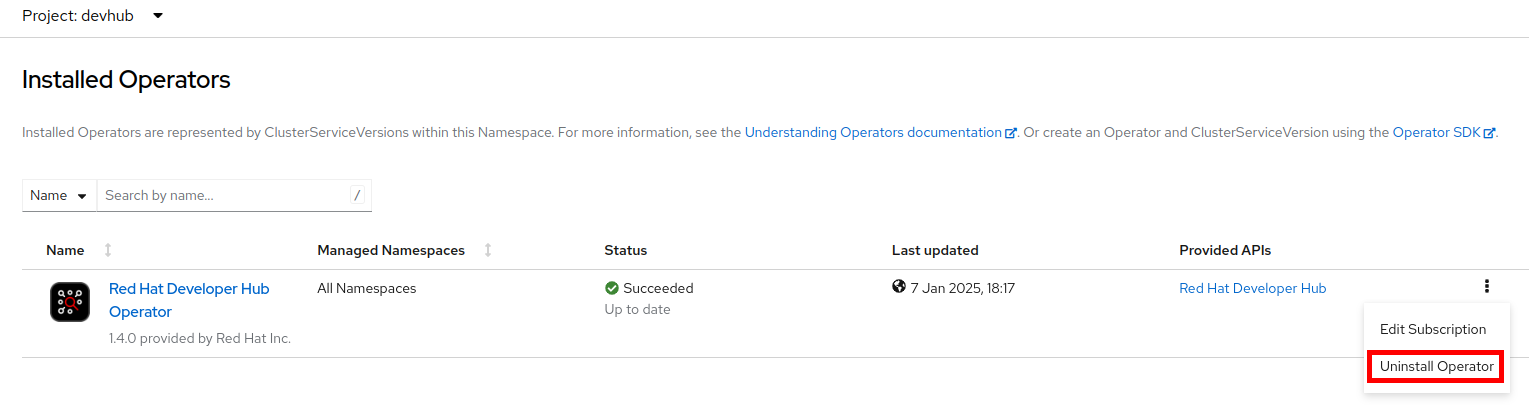 Project: devhub
Installed Operators
Installed Operators are represented by ClusterServiceVersions within this Namespace. For more information, see the Understanding Operators documentation. Or create an Operator and ClusterServiceVersion using the Operator SDK.
Name Search by name... /
Name Managed Namespaces Status Last updated Provided APIs
Red Hat Developer Hub All Namespaces Succeeded 7 Jan 2025, 18:17 Red Hat Developer Hub
Operator Up to date
1.4.0 provided by Red Hat Inc.
Edit Subscription
Uninstall Operator